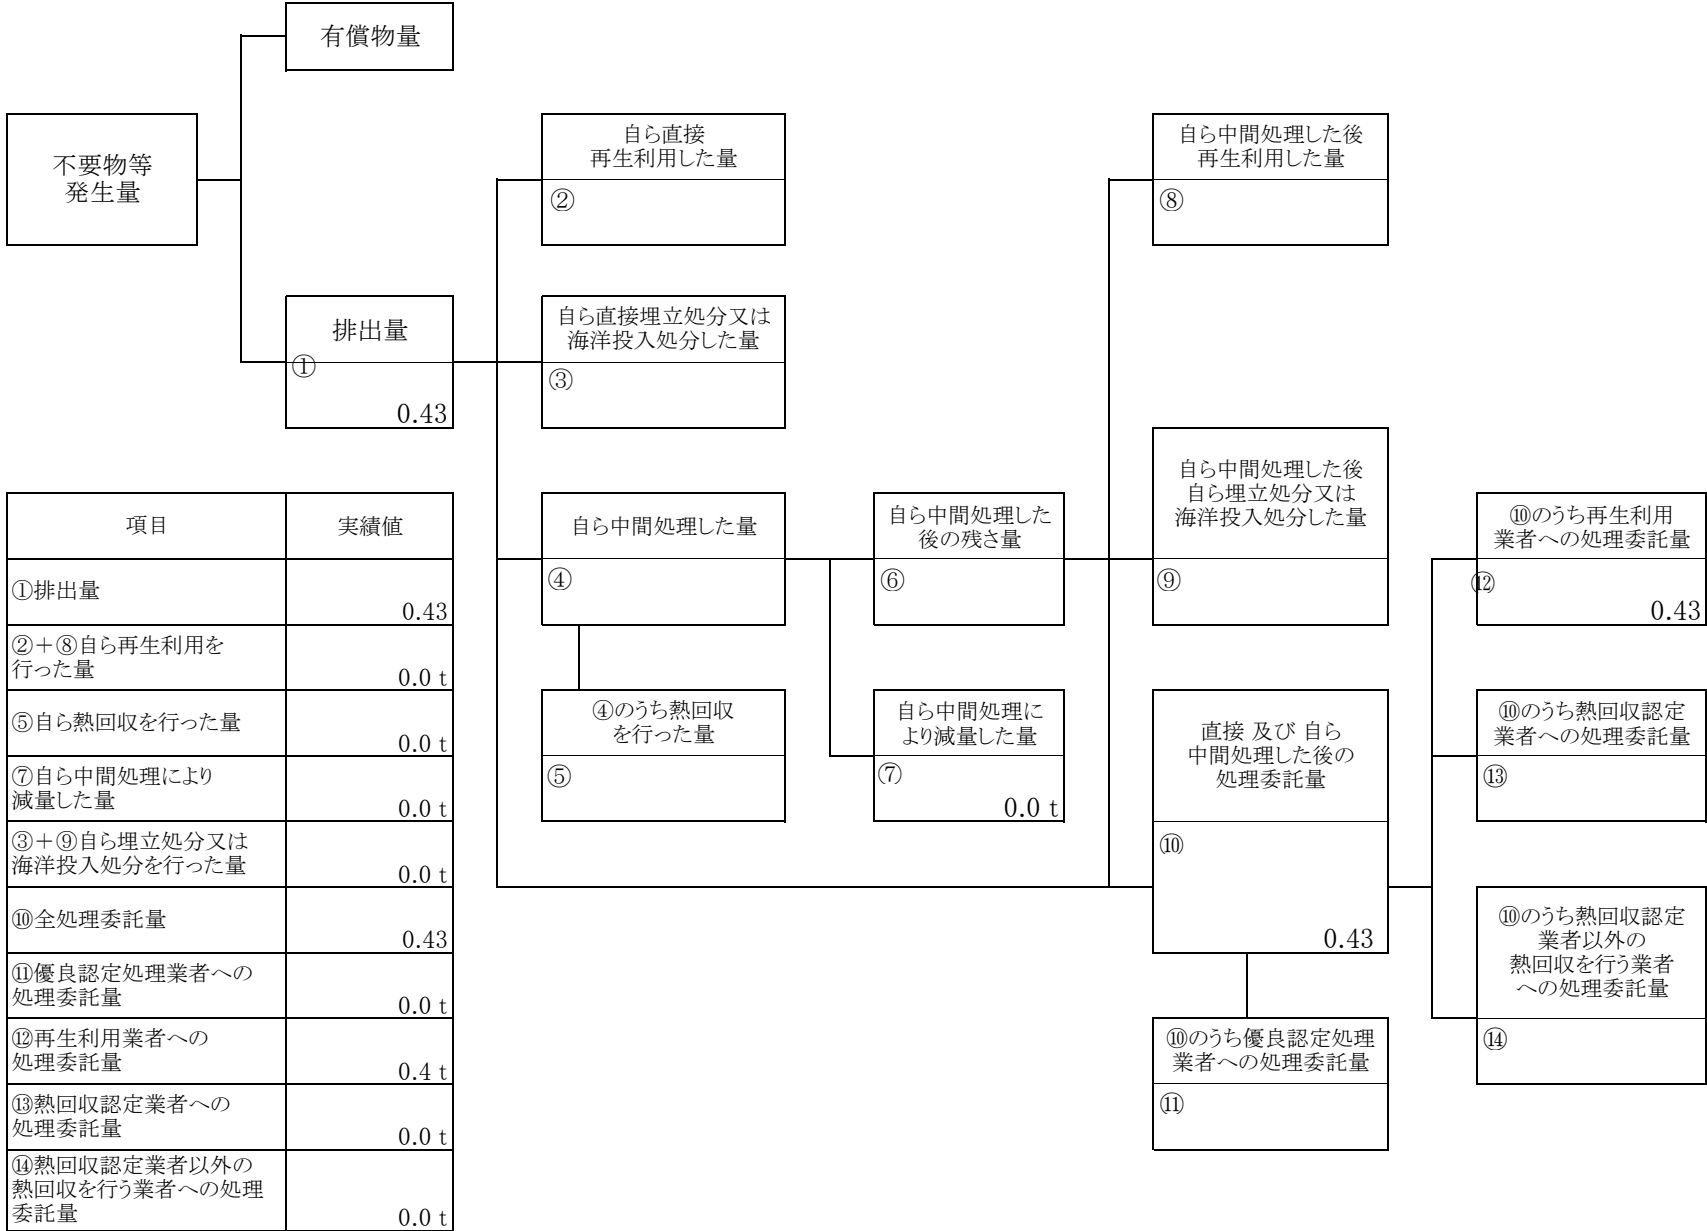 有償物量
不要物等
発生量
自ら直接
再生利用した量
②
自ら中間処理した後
再生利用した量
⑧
排出量
①
0.43
自ら直接埋立処分又は
海洋投入処分した量
③
自ら中間処理した量
④
自ら中間処理した
後の残さ量
⑥
自ら中間処理した後
自ら埋立処分又は
海洋投入処分した量
⑨
⑩のうち再生利用
業者への処理委託量
⑫
0.43
④のうち熱回収
を行った量
⑤
自ら中間処理に
より減量した量
⑦
0.0 t
直接 及び 自ら
中間処理した後の
処理委託量
⑩
0.43
⑩のうち熱回収認定
業者への処理委託量
⑬
⑩のうち熱回収認定
業者以外の
熱回収を行う業者
への処理委託量
⑭
⑩のうち優良認定処理
業者への処理委託量
⑪
項目 実績値
①排出量
0.43
②＋⑧自ら再生利用を
行った量
0.0 t
⑤自ら熱回収を行った量
0.0 t
⑦自ら中間処理により
減量した量
0.0 t
③＋⑨自ら埋立処分又は
海洋投入処分を行った量
0.0 t
⑩全処理委託量
0.43
⑪優良認定処理業者への
処理委託量
0.0 t
⑫再生利用業者への
処理委託量
0.4 t
⑬熱回収認定業者への
処理委託量
0.0 t
⑭熱回収認定業者以外の
熱回収を行う業者への処理
委託量
0.0 t